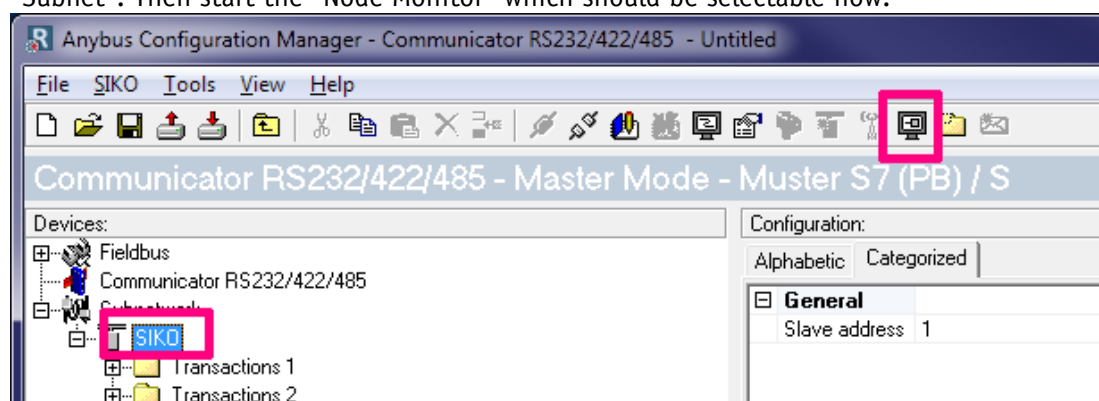 "Subnet". Then start the "Node Monitor" which should be selectable now.
Anybus Configuration Manager - Communicator RS232/422/485 - Untitled
File SIKO Tools View Help
Communicator RS232/422/485 - Master Mode - Muster S7 (PB) / S
Devices:
Fieldbus
Communicator RS232/422/485
Subnetwork
SIKO
Transactions 1
Transactions 2
Configuration:
Alphabetic Categorized
General
Slave address 1